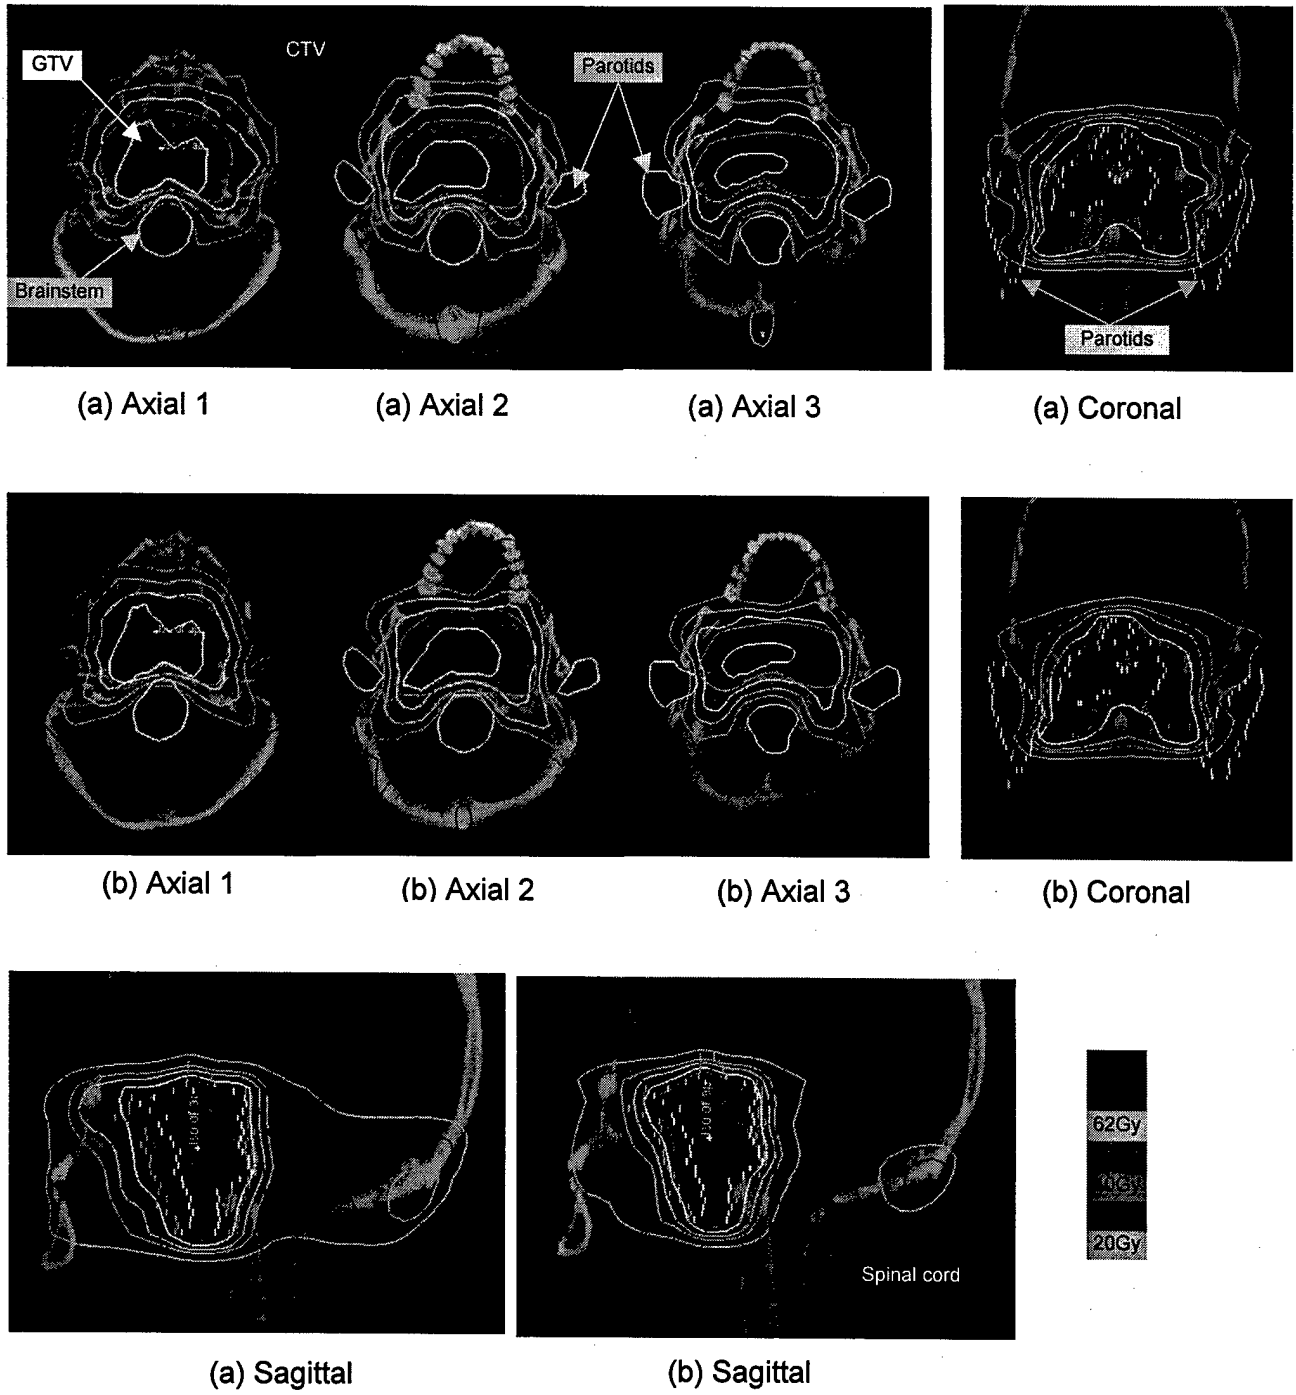 GTV
CTV
Parotids
Brainstem
Parotids
(a) Axial 1
(a) Axial 2
(a) Axial 3
(a) Coronal
(b) Axial 1
(b) Axial 2
(b) Axial 3
(b) Coronal
62Gy
20Gy
Spinal cord
(a) Sagittal
(b) Sagittal